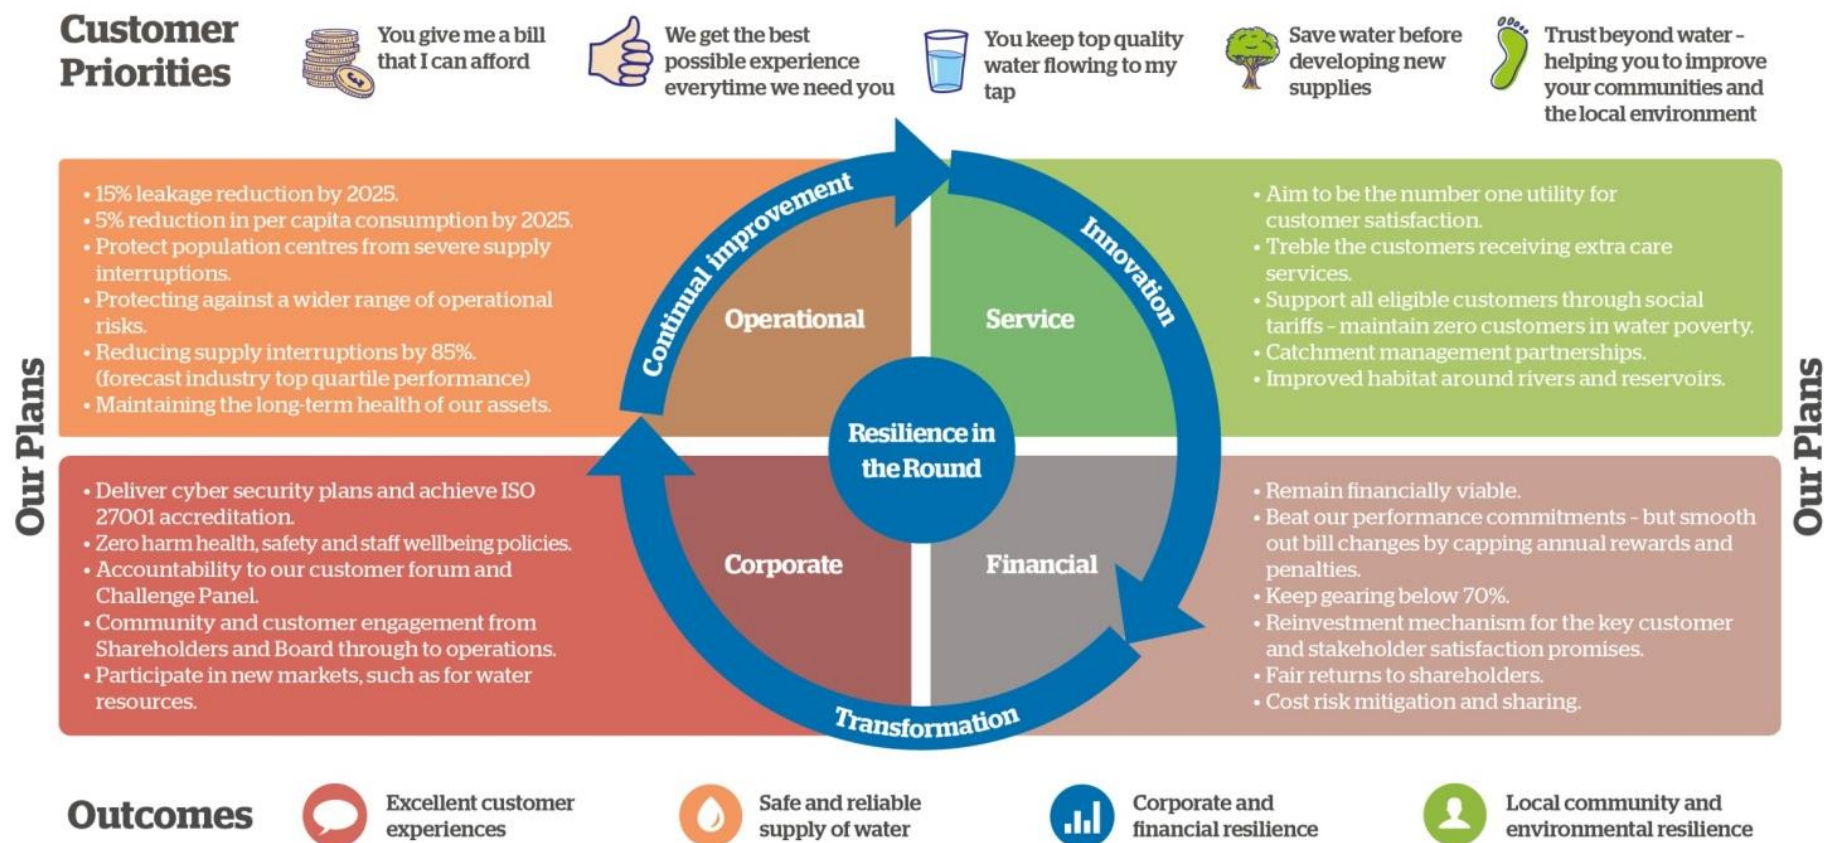 Customer
Priorities
You give me a bill
that I can afford
We get the best
possible experience
everytime we need you
You keep top quality
water flowing to my
tap
Save water before
developing new
supplies
Trust beyond water –
helping you to improve
your communities and
the local environment
Our Plans
• 15% leakage reduction by 2025.
• 5% reduction in per capita consumption by 2025.
• Protect population centres from severe supply
interruptions.
• Protecting against a wider range of operational
risks.
• Reducing supply interruptions by 85%.
(forecast industry top quartile performance)
• Maintaining the long-term health of our assets.
Continual improvement
Operational
Innovation
Service
• Aim to be the number one utility for
customer satisfaction.
• Treble the customers receiving extra care
services.
• Support all eligible customers through social
tariffs – maintain zero customers in water poverty.
• Catchment management partnerships.
• Improved habitat around rivers and reservoirs.
Our Plans
Resilience in
the Round
• Deliver cyber security plans and achieve ISO
27001 accreditation.
• Zero harm health, safety and staff wellbeing policies.
• Accountability to our customer forum and
Challenge Panel.
• Community and customer engagement from
Shareholders and Board through to operations.
• Participate in new markets, such as for water
resources.
Corporate
Financial
Transformation
• Remain financially viable.
• Beat our performance commitments – but smooth
out bill changes by capping annual rewards and
penalties.
• Keep gearing below 70%.
• Reinvestment mechanism for the key customer
and stakeholder satisfaction promises.
• Fair returns to shareholders.
• Cost risk mitigation and sharing.
Outcomes
Excellent customer
experiences
Safe and reliable
supply of water
Corporate and
financial resilience
Local community and
environmental resilience